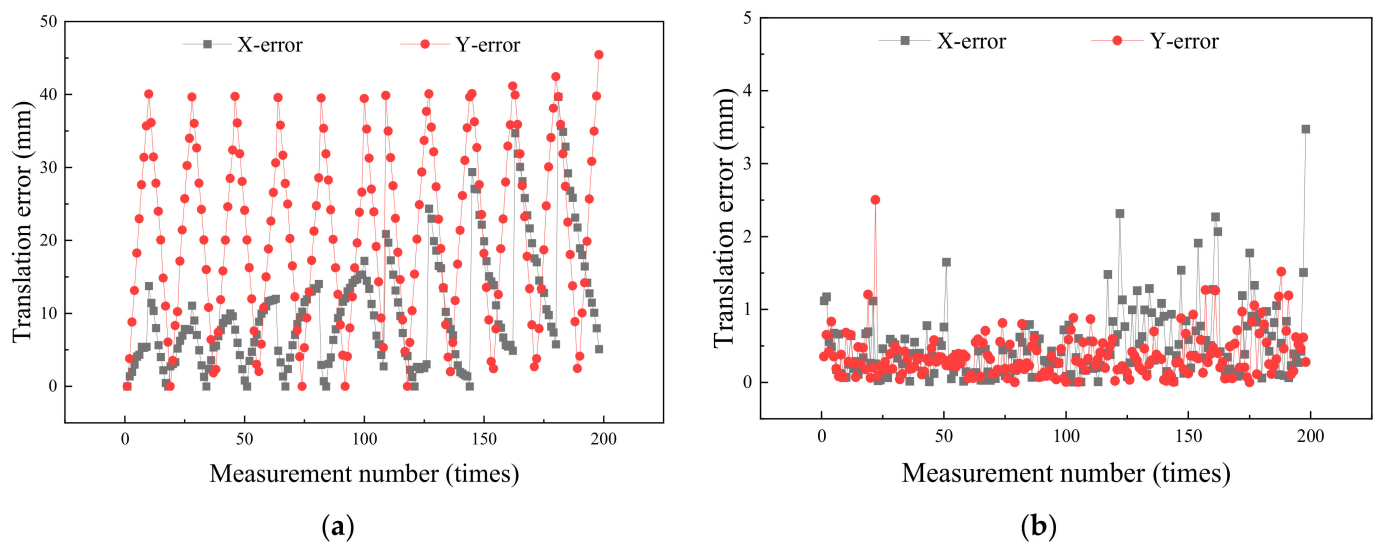 X-error Y-error
50
40
30
20
10
0
Translation error (mm)
0 50 100 150 200
Measurement number (times)
(a)
X-error Y-error
5
4
3
2
1
0
Translation error (mm)
0 50 100 150 200
Measurement number (times)
(b)